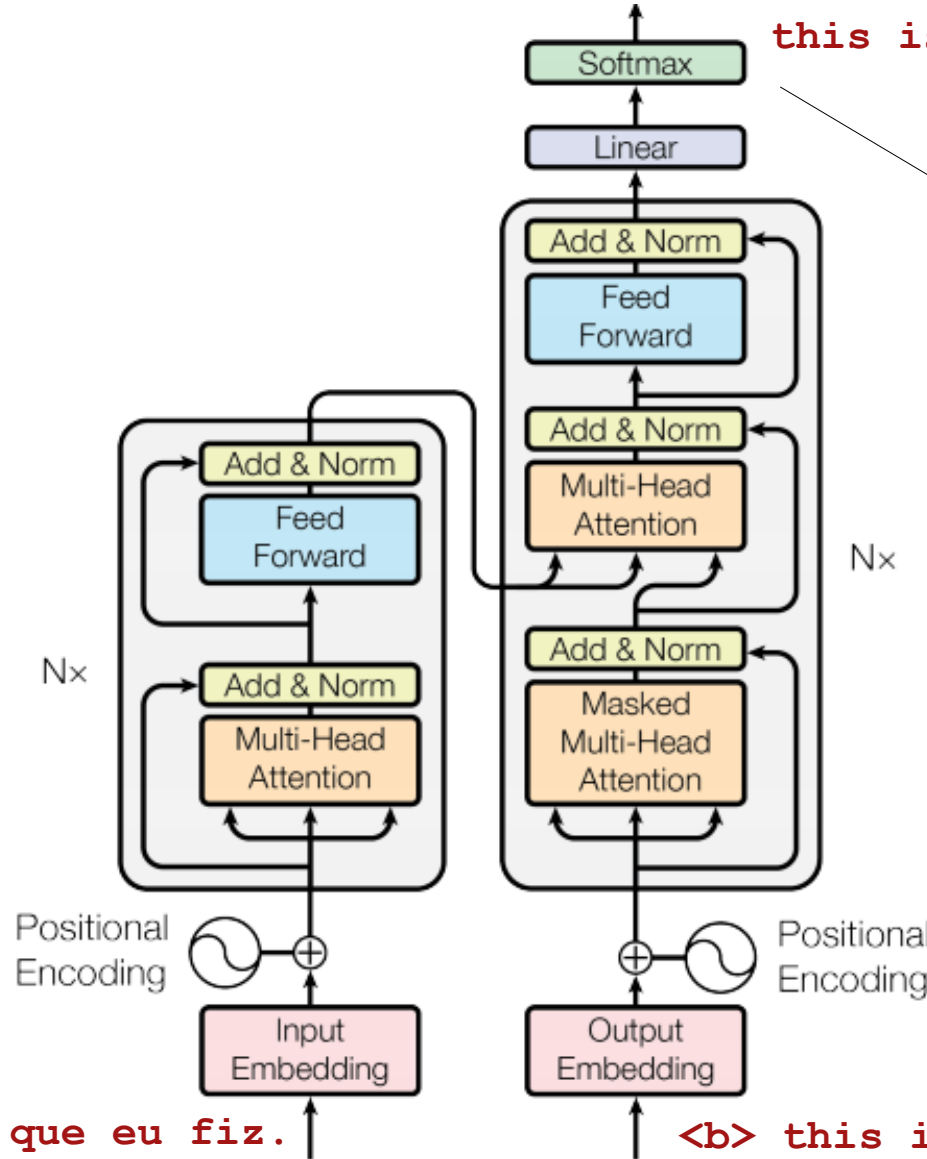 this is
Softmax
Linear
Add & Norm
Feed
Forward
Add & Norm
Multi-Head
Attention
Nx
Add & Norm
Masked
Multi-Head
Attention
Add & Norm
Feed
Forward
Nx
Add & Norm
Multi-Head
Attention
Positional
Encoding
Positional
Encoding
Input
Embedding
Output
Embedding
que eu fiz.
<b> this i